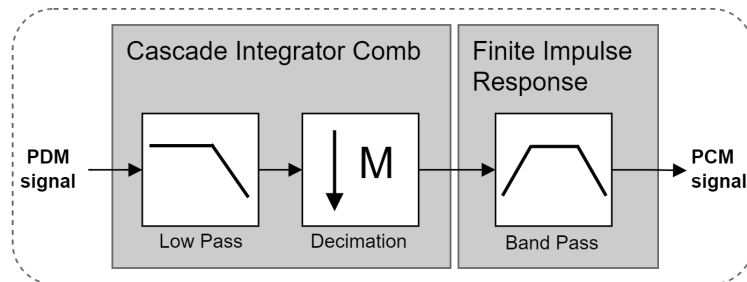 Cascade Integrator Comb
Finite Impulse
Response
PDM
signal
M
PCM
signal
Low Pass
Decimation
Band Pass